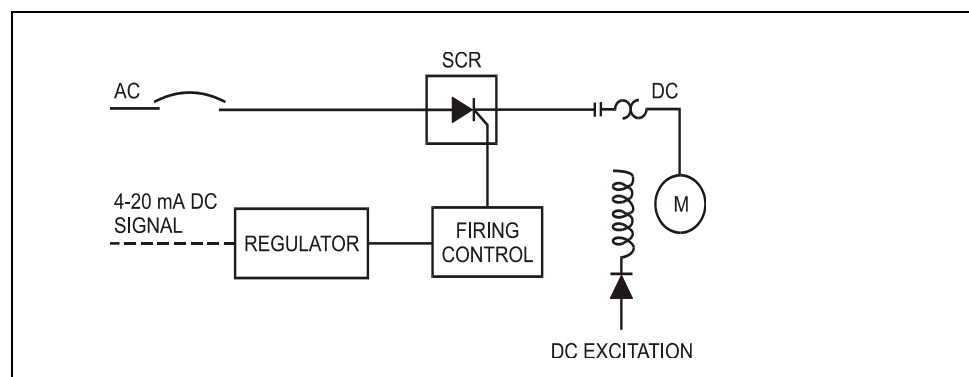 SCR
AC
DC
4-20 mA DC
SIGNAL
REGULATOR
FIRING
CONTROL
M
DC EXCITATION